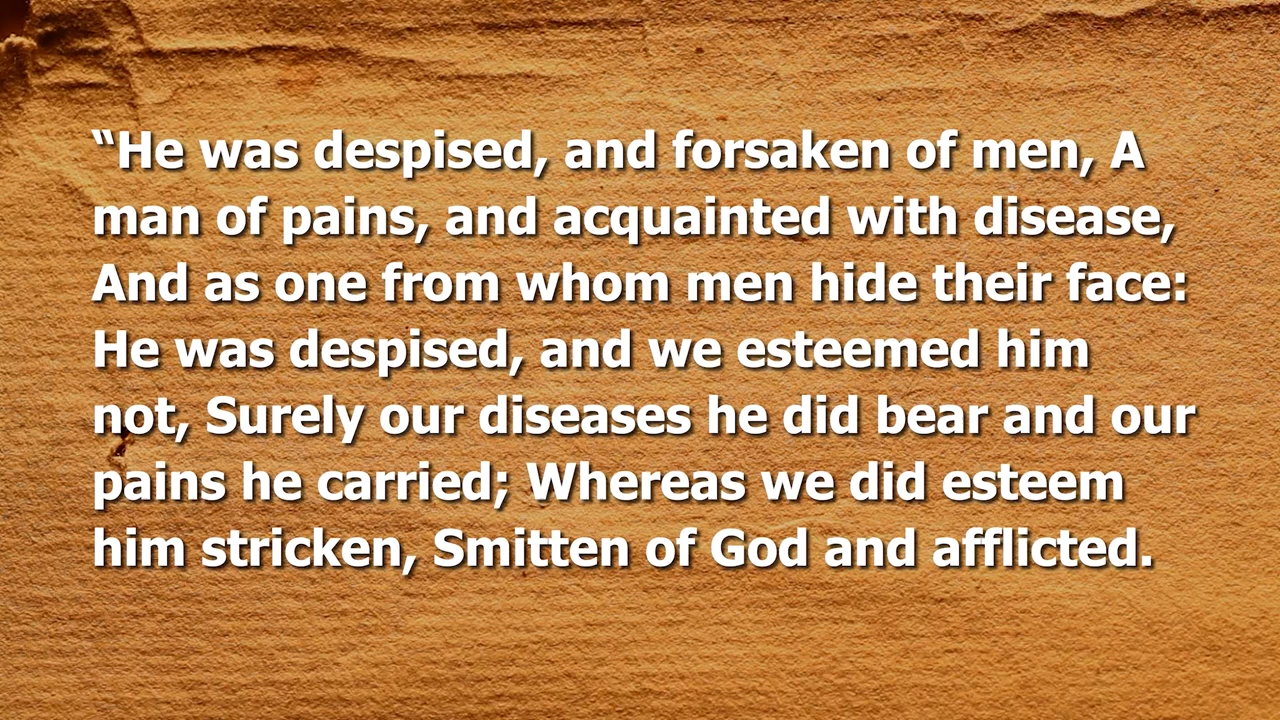 “He was despised, and forsaken of men, A
man of pains, and acquainted with disease,
And as one from whom men hide their face:
He was despised, and we esteemed him
not, Surely our diseases he did bear and our
pains he carried; Whereas we did esteem
him stricken, Smitten of God and afflicted.